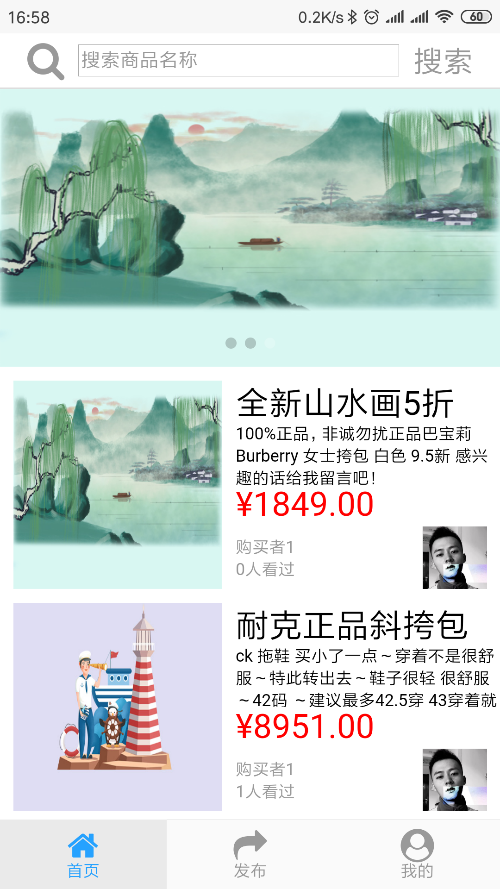 16:58 0.2K/s 60
搜索商品名称 搜索
全新山水画5折
100%正品，非诚勿扰正品巴宝莉
Burberry 女士挎包 白色 9.5新 感兴
趣的话给我留言吧！
¥1849.00
购买者1
0人看过
耐克正品斜挎包
ck 拖鞋 买小了一点～穿着不是很舒
服～特此转出去～鞋子很轻 很舒服
～42码 ～建议最多42.5穿 43穿着就
¥8951.00
购买者1
1人看过
首页 发布 我的